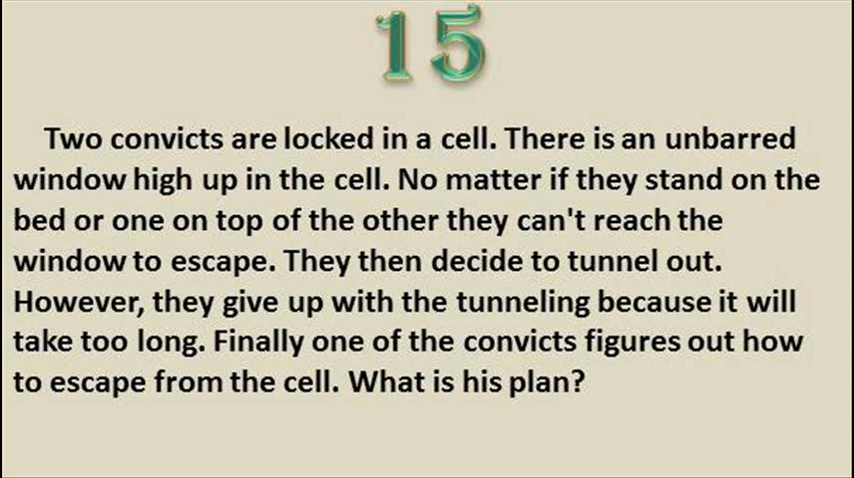 15
Two convicts are locked in a cell. There is an unbarred
window high up in the cell. No matter if they stand on the
bed or one on top of the other they can't reach the
window to escape. They then decide to tunnel out.
However, they give up with the tunneling because it will
take too long. Finally one of the convicts figures out how
to escape from the cell. What is his plan?